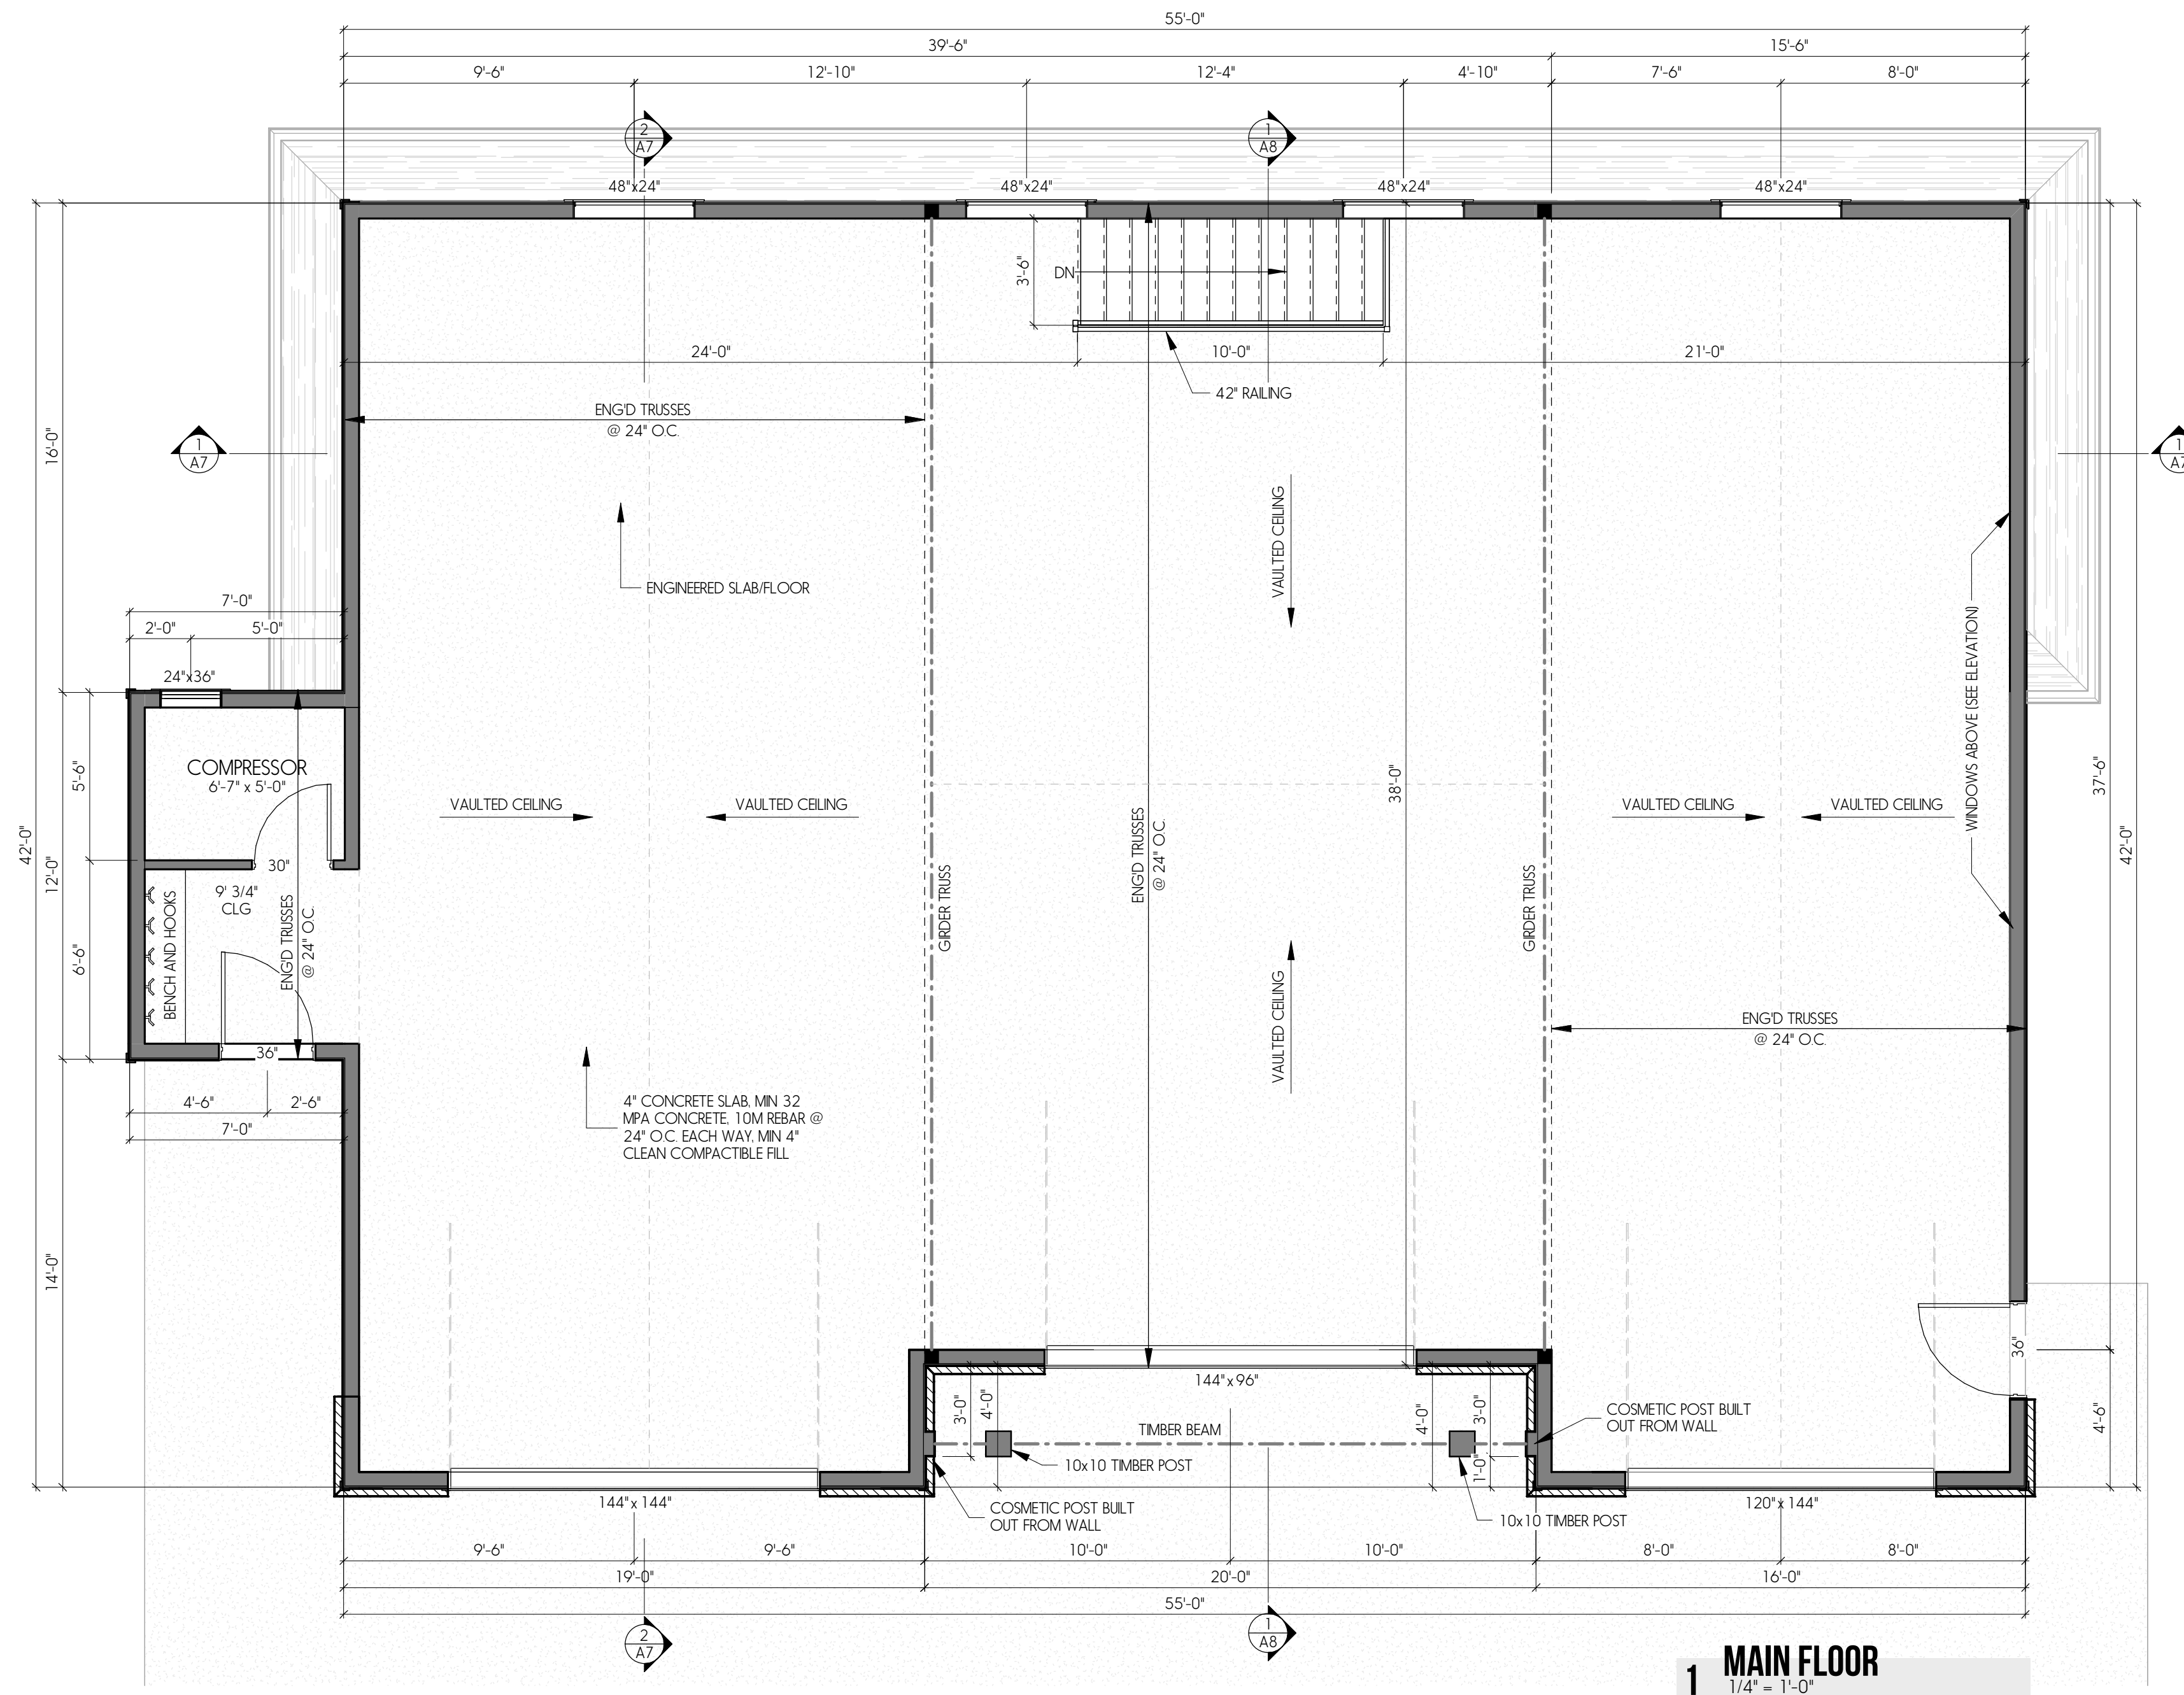 55'-0"
39'-6"
15'-6"
9'-6"
12'-10"
12'-4"
4'-10"
7'-6"
8'-0"
2
A7
1
A8
48"x24"
48"x24"
48"x24"
48"x24"
3'-6"
DN
24'-0"
10'-0"
21'-0"
42" RAILING
ENG'D TRUSSES
@ 24" O.C.
1
A7
1
A7
16'-0"
VAULTED CEILING
ENGINEERED SLAB/FLOOR
7'-0"
2'-0"
5'-0"
24"x36"
WINDOWS ABOVE (SEE ELEVATION)
COMPRESSOR
6'-7" x 5'-0"
5'-6"
42'-0"
12'-0"
38'-0"
37'-6"
42'-0"
VAULTED CEILING
VAULTED CEILING
VAULTED CEILING
VAULTED CEILING
30"
9' 3/4"
CLG
BENCH AND HOOKS
ENG'D TRUSSES
@ 24" O.C.
6'-6"
GIRDER TRUSS
ENG'D TRUSSES
@ 24" O.C.
GIRDER TRUSS
VAULTED CEILING
ENG'D TRUSSES
@ 24" O.C.
36"
4'-6"
2'-6"
7'-0"
4" CONCRETE SLAB, MIN 32
MPA CONCRETE, 10M REBAR @
24" O.C. EACH WAY, MIN 4"
CLEAN COMPACTIBLE FILL
14'-0"
36"
144"x 96"
3'-0"
4'-0"
4'-0"
3'-0"
1'-0"
4'-6"
TIMBER BEAM
COSMETIC POST BUILT
OUT FROM WALL
10x10 TIMBER POST
144"x 144"
COSMETIC POST BUILT
OUT FROM WALL
10x10 TIMBER POST
120"x 144"
9'-6"
9'-6"
10'-0"
10'-0"
8'-0"
8'-0"
19'-0"
20'-0"
16'-0"
55'-0"
2
A7
1
A8
1
MAIN FLOOR
1/4" = 1'-0"